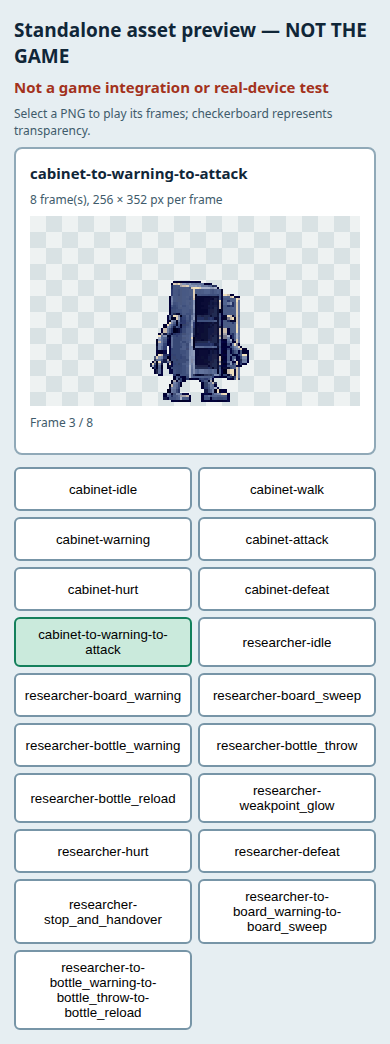 Standalone asset preview — NOT THE
GAME
Not a game integration or real-device test
Select a PNG to play its frames; checkerboard represents
transparency.
cabinet-to-warning-to-attack
8 frame(s), 256 × 352 px per frame
Frame 3 / 8
cabinet-idle
cabinet-walk
cabinet-warning
cabinet-attack
cabinet-hurt
cabinet-defeat
cabinet-to-warning-to-
attack
researcher-idle
researcher-board_warning
researcher-board_sweep
researcher-bottle_warning
researcher-bottle_throw
researcher-bottle_reload
researcher-
weakpoint_glow
researcher-hurt
researcher-defeat
researcher-
stop_and_handover
researcher-to-
board_warning-to-
board_sweep
researcher-to-
bottle_warning-to-
bottle_throw-to-
bottle_reload